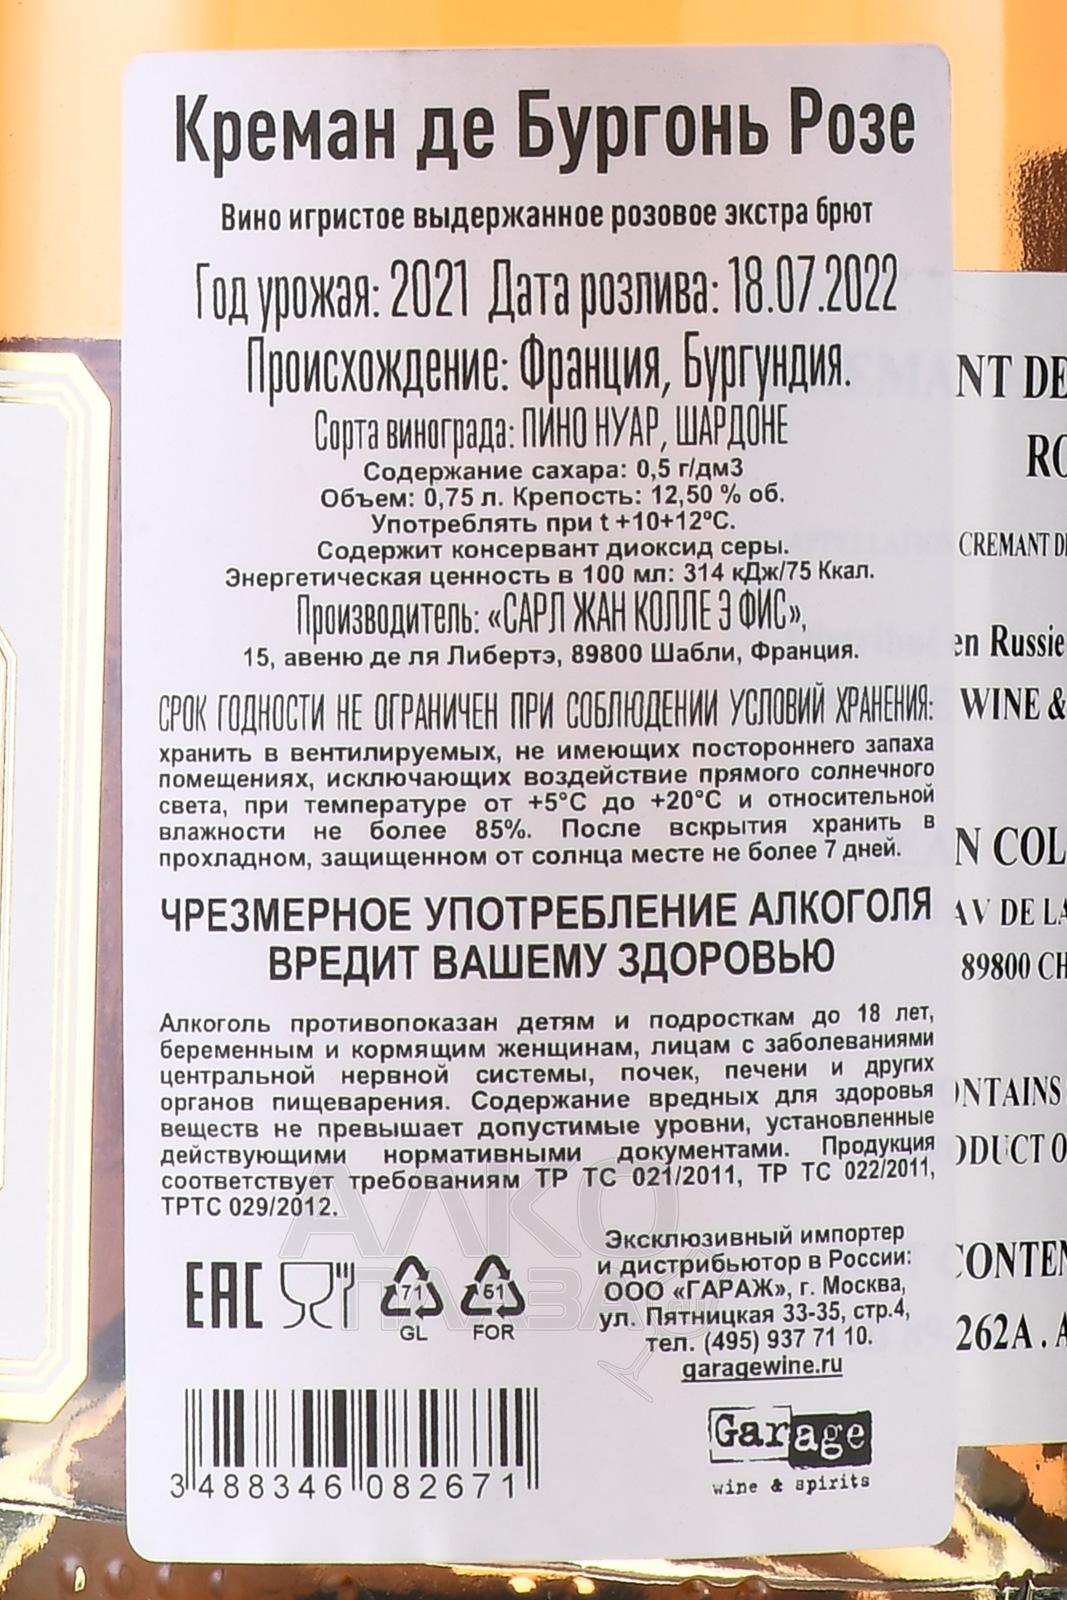 Креман де Бургонь Розе
Вино игристое выдержанное розовое экстра брют
Год урожая: 2021 Дата розлива: 18.07.2022
Происхождение: Франция, Бургундия.
Сорта винограда: ПИНО НУАР, ШАРДОНЕ
Содержание сахара: 0,5 г/дм3
Объем: 0,75 л. Крепость: 12,50 % об.
Употреблять при t +10+12°С.
Содержит консервант диоксид серы.
Энергетическая ценность в 100 мл: 314 кДж/75 Ккал.
Производитель: «САРЛ ЖАН КОЛЛЕ Э ФИС»,
15, авеню де ля Либертэ, 89800 Шабли, Франция.
СРОК ГОДНОСТИ НЕ ОГРАНИЧЕН ПРИ СОБЛЮДЕНИИ УСЛОВИЙ ХРАНЕНИЯ:
хранить в вентилируемых, не имеющих постороннего запаха
помещениях, исключающих воздействие прямого солнечного
света, при температуре от +5°С до +20°С и относительной
влажности не более 85%. После вскрытия хранить в
прохладном, защищенном от солнца месте не более 7 дней.
ЧРЕЗМЕРНОЕ УПОТРЕБЛЕНИЕ АЛКОГОЛЯ
ВРЕДИТ ВАШЕМУ ЗДОРОВЬЮ
Алкоголь противопоказан детям и подросткам до 18 лет,
беременным и кормящим женщинам, лицам с заболеваниями
центральной нервной системы, почек, печени и других
органов пищеварения. Содержание вредных для здоровья
веществ не превышает допустимые уровни, установленные
действующими нормативными документами. Продукция
соответствует требованиям ТР ТС 021/2011, ТР ТС 022/2011,
ТРТС 029/2012.
EAC
71
GL
51
FOR
Эксклюзивный импортер
и дистрибьютор в России:
ООО «ГАРАЖ», г. Москва,
ул. Пятницкая 33-35, стр.4,
тел. (495) 937 71 10.
garagewine.ru
Garage
wine & spirits
3 488346 082671
NT DE
RO
CREMANT D
en Russie
WINE &
N COL
AV DE LA
89800 CH
ONTAINS
ODUCT O
CONTEN
262A . A
АЛКО
ПЛАЗА